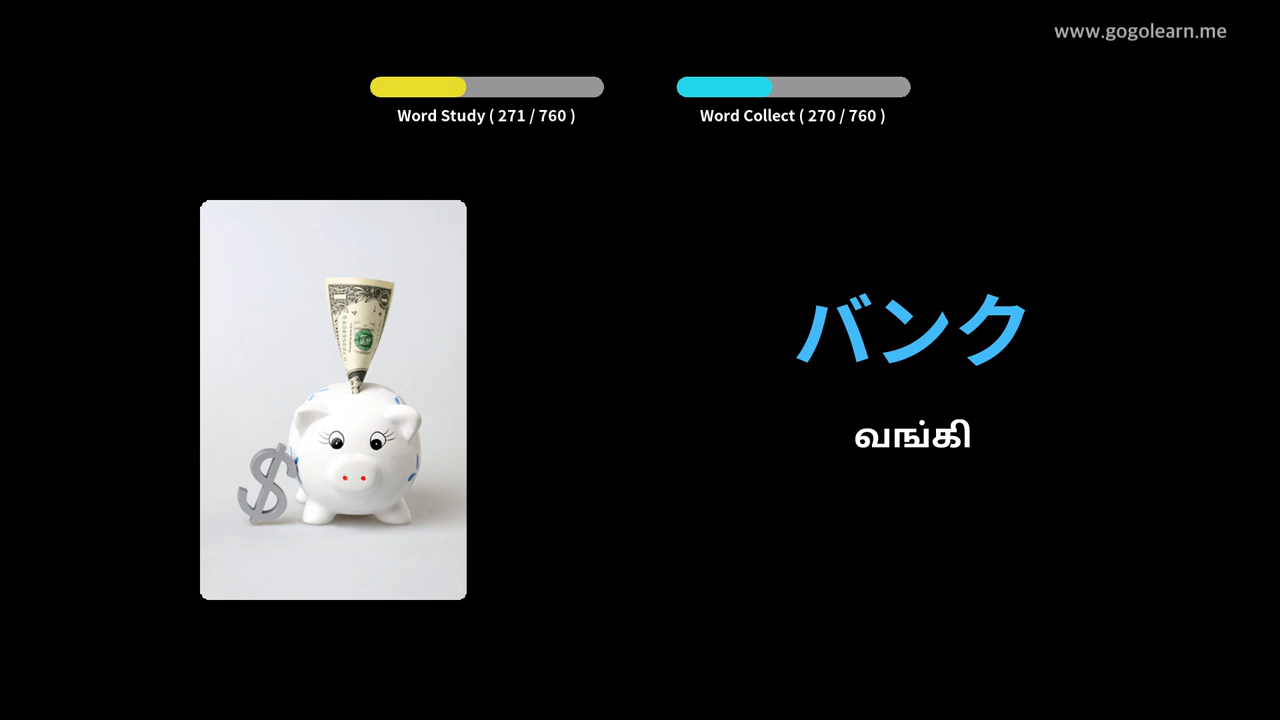 www.gogolearn.me
Word Study ( 271 / 760 )
Word Collect ( 270 / 760 )
バンク
வங்கி
$